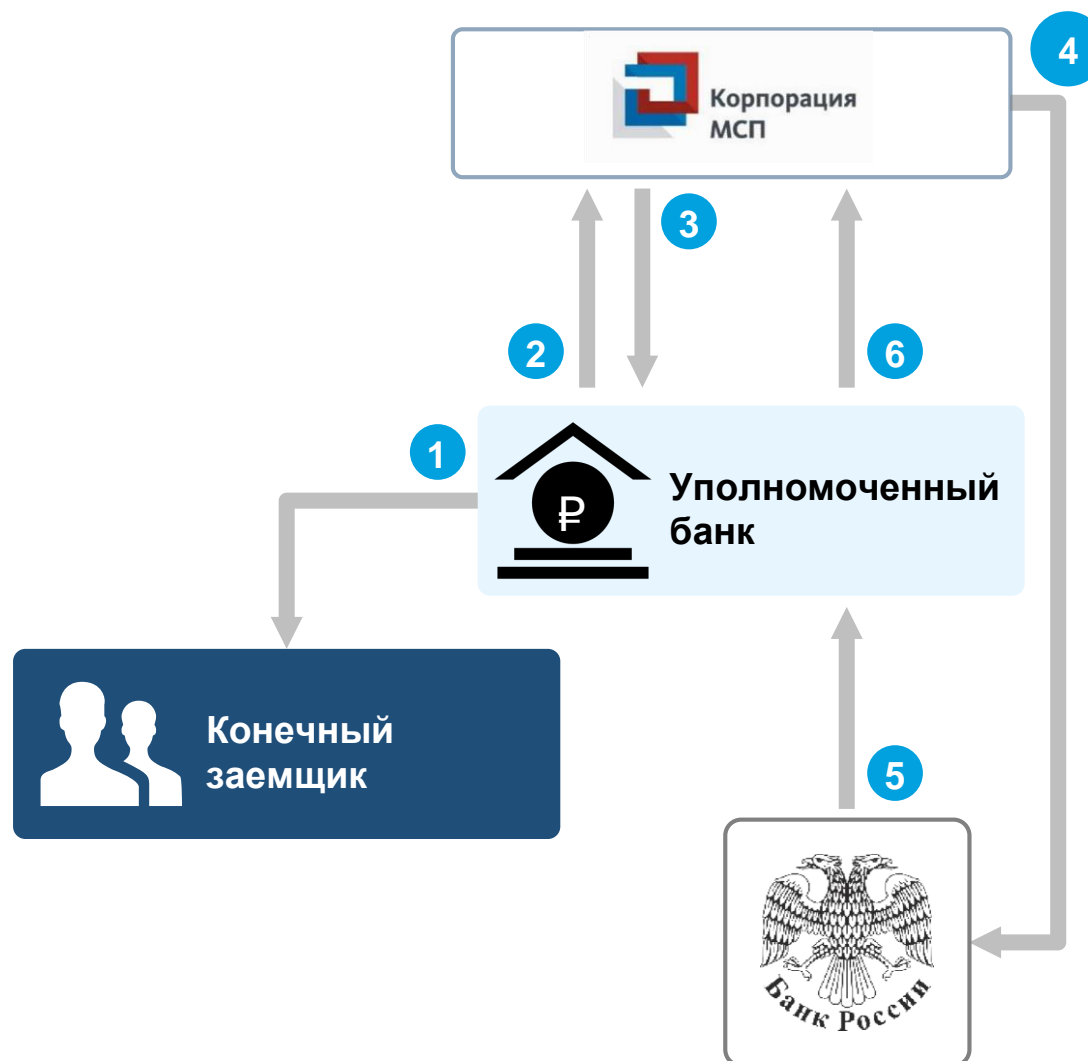 4
Корпорация
МСП
3
2
6
1
₽
Уполномоченный
банк
Конечный
заемщик
5
Банк России